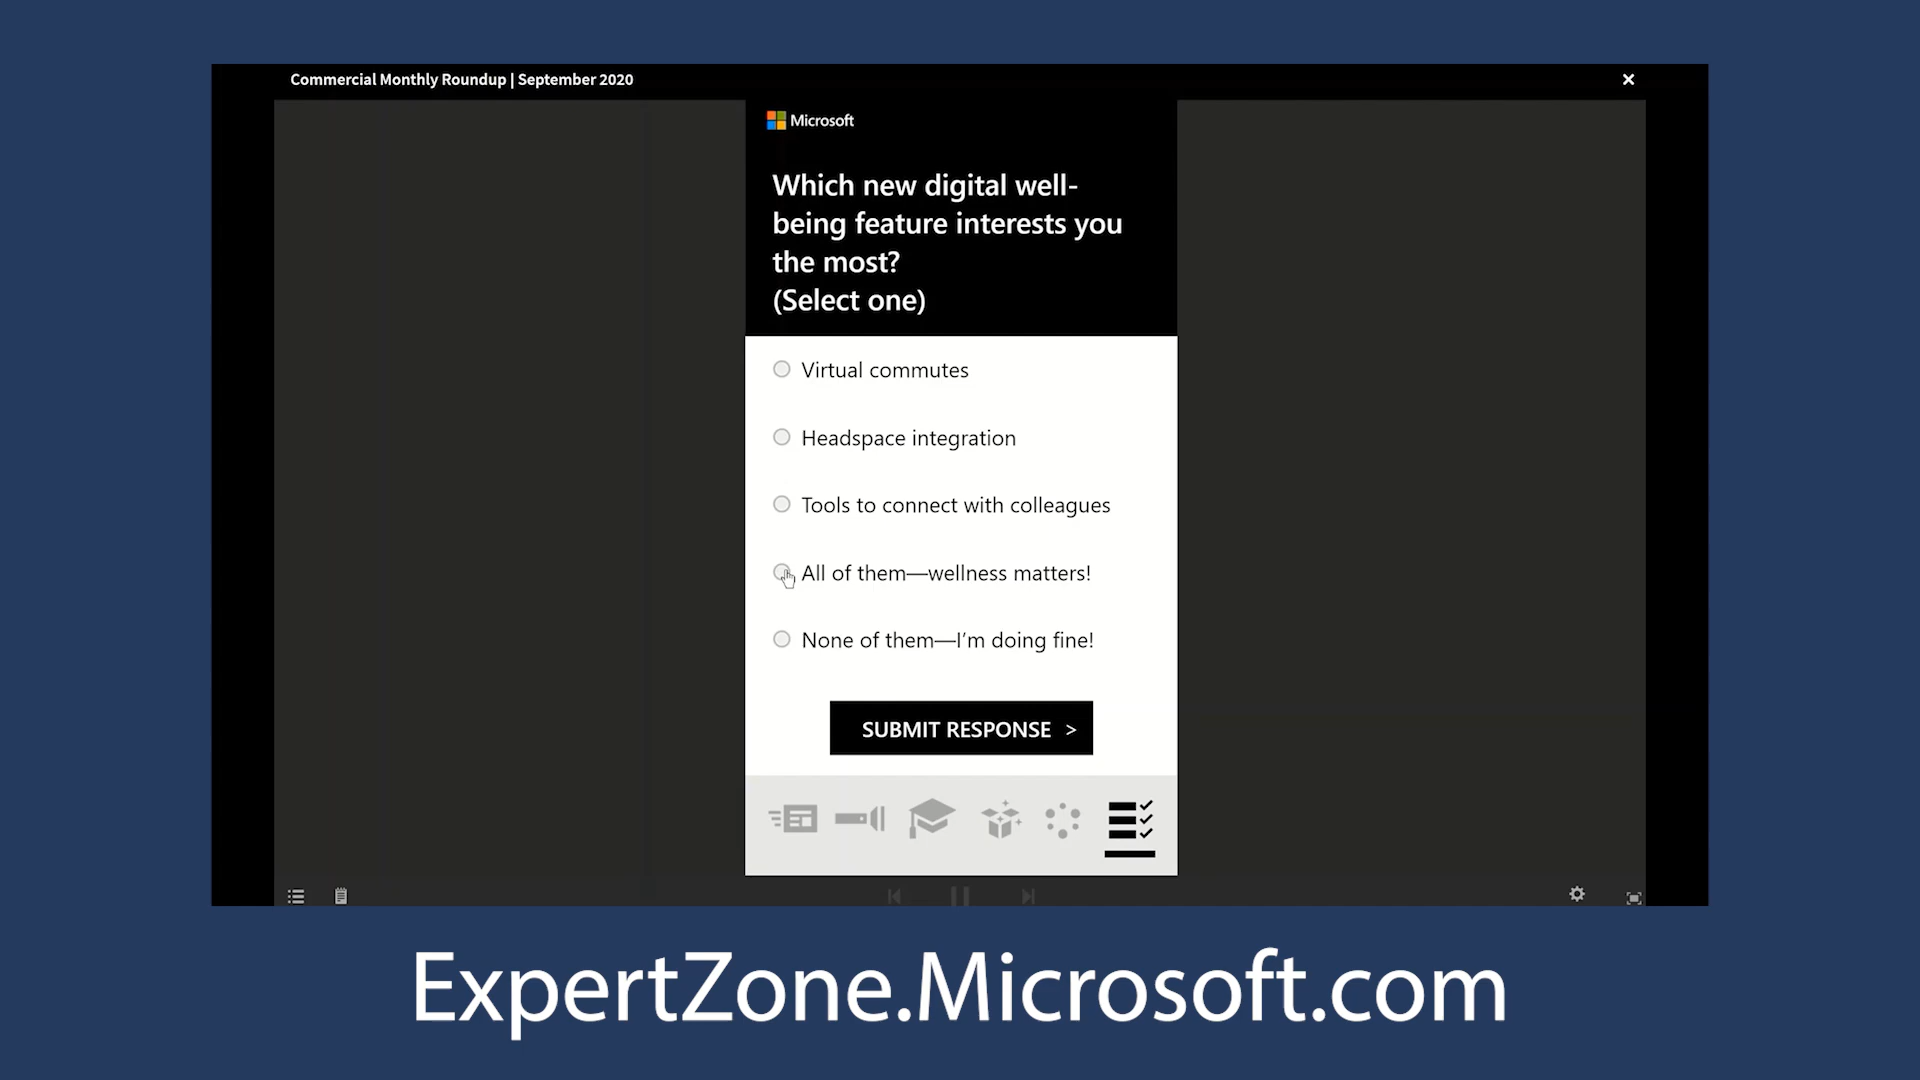 Commercial Monthly Roundup | September 2020
Microsoft
Which new digital well-
being feature interests you
the most?
(Select one)
Virtual commutes
Headspace integration
Tools to connect with colleagues
All of them—wellness matters!
None of them—I'm doing fine!
SUBMIT RESPONSE >
ExpertZone.Microsoft.com